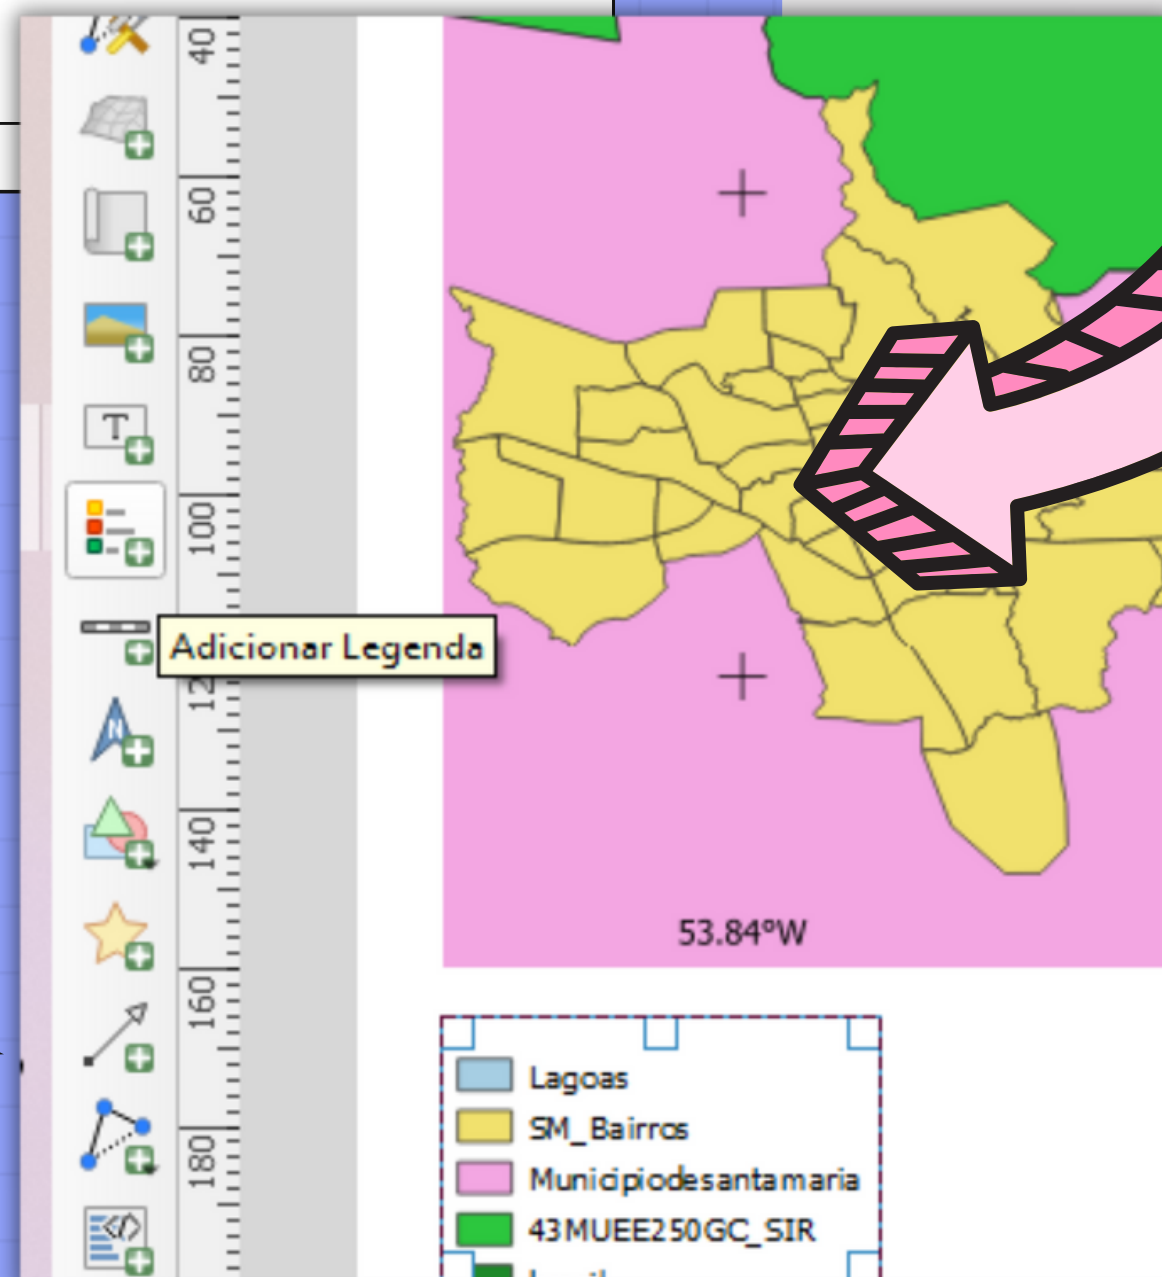 40
60
80
T
100
Adicionar Legenda
12
N
140
53.84°W
160
Lagoas
SM_Bairros
180
Municipiodesantamaria
43MUEE250GC_SIR